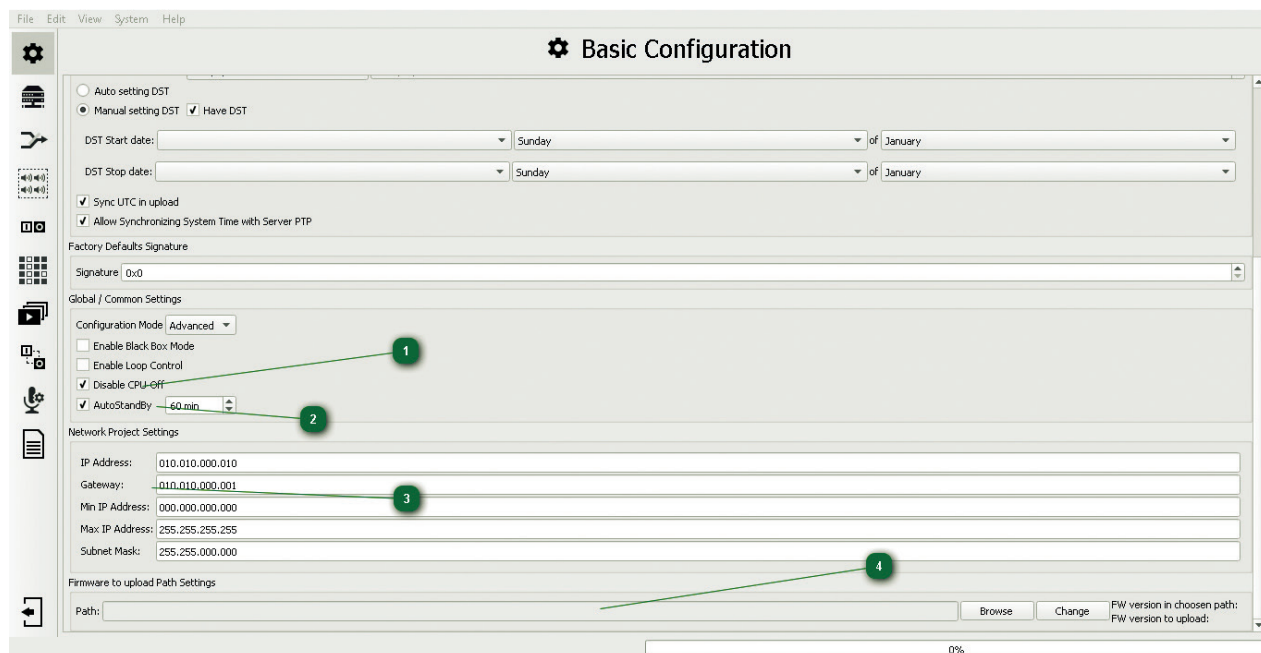 File Edit View System Help
Basic Configuration
Auto setting DST
Manual setting DST Have DST
DST Start date: Sunday of January
DST Stop date: Sunday of January
Sync UTC in upload
Allow Synchronizing System Time with Server PTP
Factory Defaults Signature
Signature 0x0
Global / Common Settings
Configuration Mode Advanced
Enable Black Box Mode
1
Enable Loop Control
Disable CPU Off
AutoStandBy 60 min
2
Network Project Settings
IP Address: 010.010.000.010
Gateway: 010.010.000.001
3
Min IP Address: 000.000.000.000
Max IP Address: 255.255.255.255
Subnet Mask: 255.255.000.000
4
Firmware to upload Path Settings
Path: Browse Change FW version in choosen path:
FW version to upload:
0%